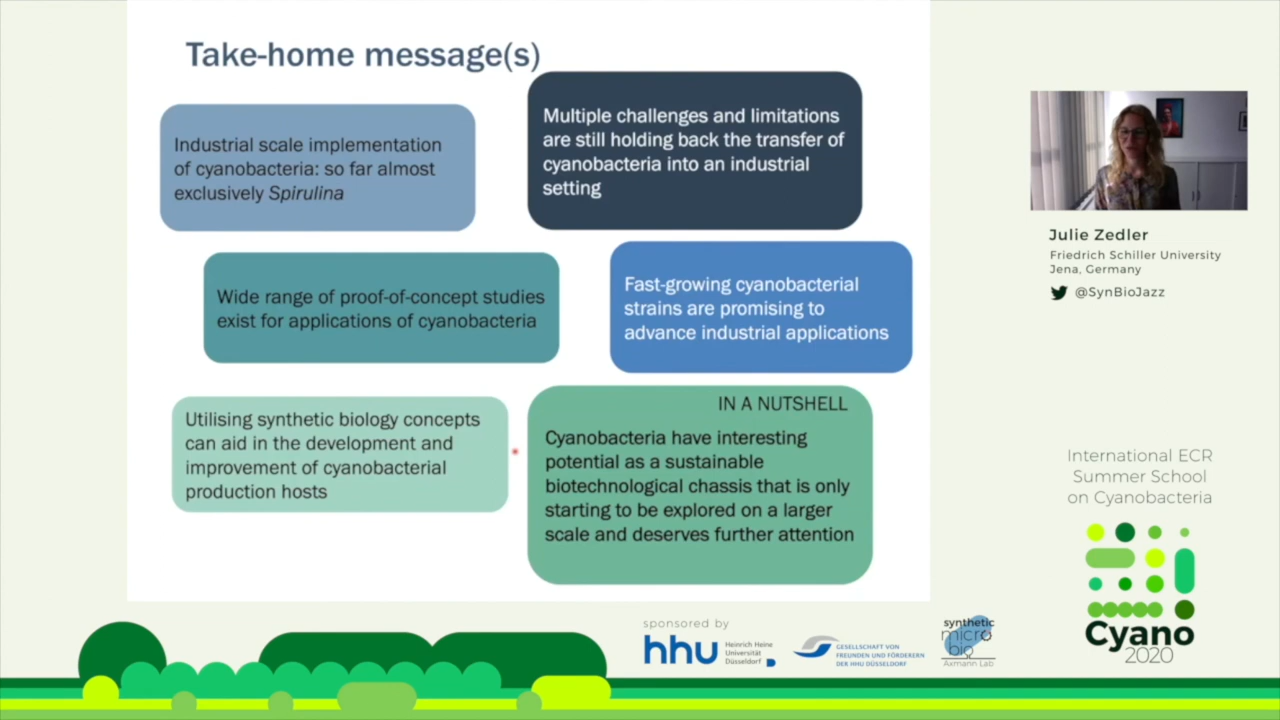 Take-home message(s)
Industrial scale implementation
of cyanobacteria: so far almost
exclusively Spirulina
Multiple challenges and limitations
are still holding back the transfer of
cyanobacteria into an industrial
setting
Wide range of proof-of-concept studies
exist for applications of cyanobacteria
Fast-growing cyanobacterial
strains are promising to
advance industrial applications
Utilising synthetic biology concepts
can aid in the development and
improvement of cyanobacterial
production hosts
IN A NUTSHELL
Cyanobacteria have interesting
potential as a sustainable
biotechnological chassis that is only
starting to be explored on a larger
scale and deserves further attention
Julie Zedler
Friedrich Schiller University
Jena, Germany
@SynBioJazz
International ECR
Summer School
on Cyanobacteria
Cyano
2020
sponsored by
hhu
Heinrich Heine
Universität
Düsseldorf
GESELLSCHAFT VON
FREUNDEN UND FÖRDERERN
DER HHU DÜSSELDORF
synthetic
micro
bio
Axmann Lab